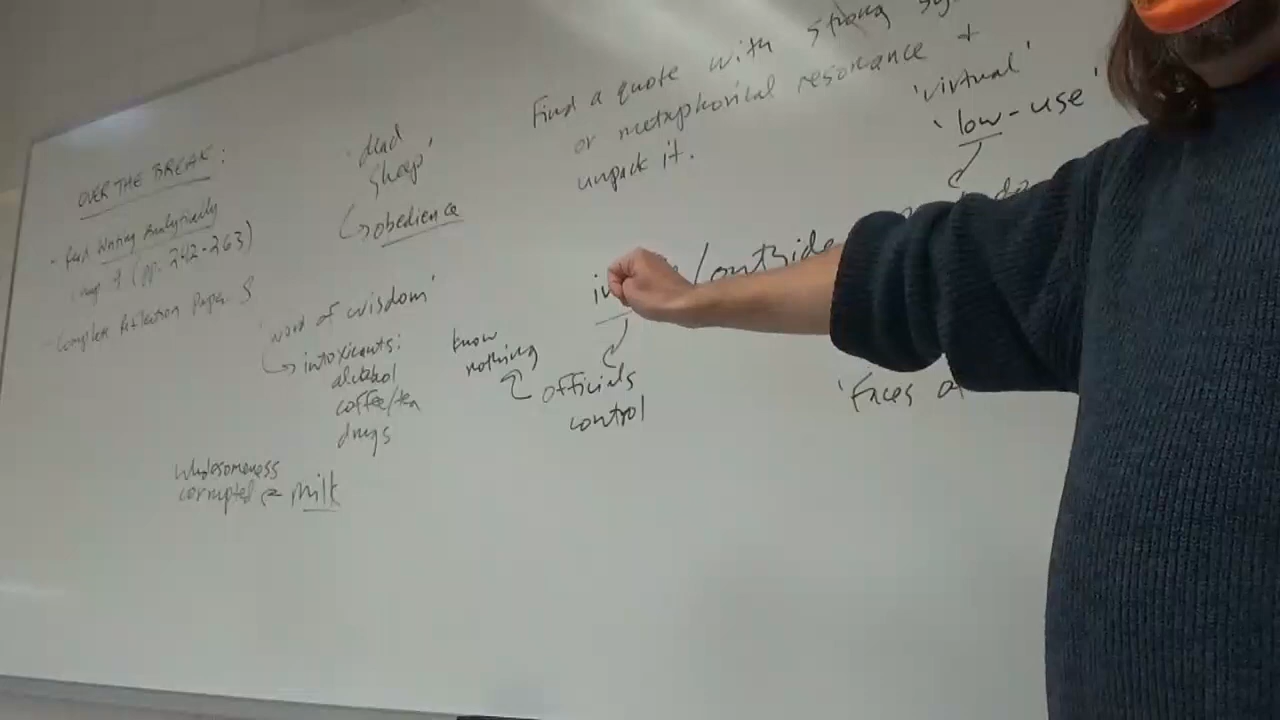 OVER THE BREAK:
- Read Writing Analytically
(pp. 242-263)
- Complete Reflection Paper 5
'dead
sheep'
obedience
'word of wisdom'
intoxicants:
alcohol
coffee/tea
drugs
wholesomeness
corrupted
milk
Find a quote with strong
or metaphorical resonance +
unpack it.
'virtual'
'low-use'
/outside
know
nothing
officials
control
'Faces